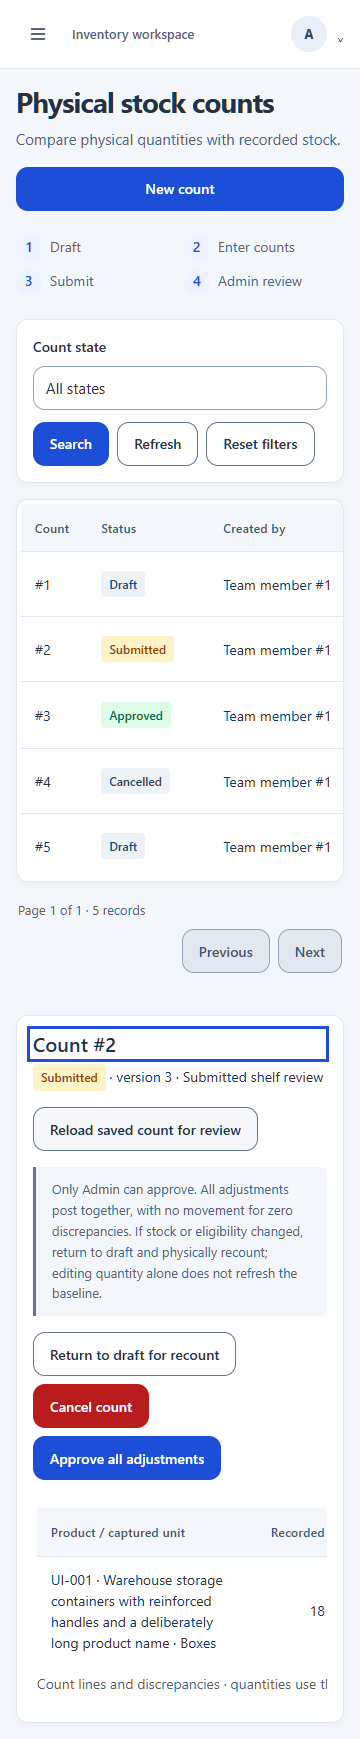 Inventory workspace
A
Physical stock counts
Compare physical quantities with recorded stock.
New count
1 Draft
2 Enter counts
3 Submit
4 Admin review
Count state
All states
Search Refresh Reset filters
Count Status Created by
#1 Draft Team member #1
#2 Submitted Team member #1
#3 Approved Team member #1
#4 Cancelled Team member #1
#5 Draft Team member #1
Page 1 of 1 · 5 records
Previous Next
Count #2
Submitted · version 3 · Submitted shelf review
Reload saved count for review
Only Admin can approve. All adjustments
post together, with no movement for zero
discrepancies. If stock or eligibility changed,
return to draft and physically recount;
editing quantity alone does not refresh the
baseline.
Return to draft for recount
Cancel count
Approve all adjustments
Product / captured unit Recorded
UI-001 · Warehouse storage
containers with reinforced
handles and a deliberately
long product name · Boxes
18
Count lines and discrepancies · quantities use